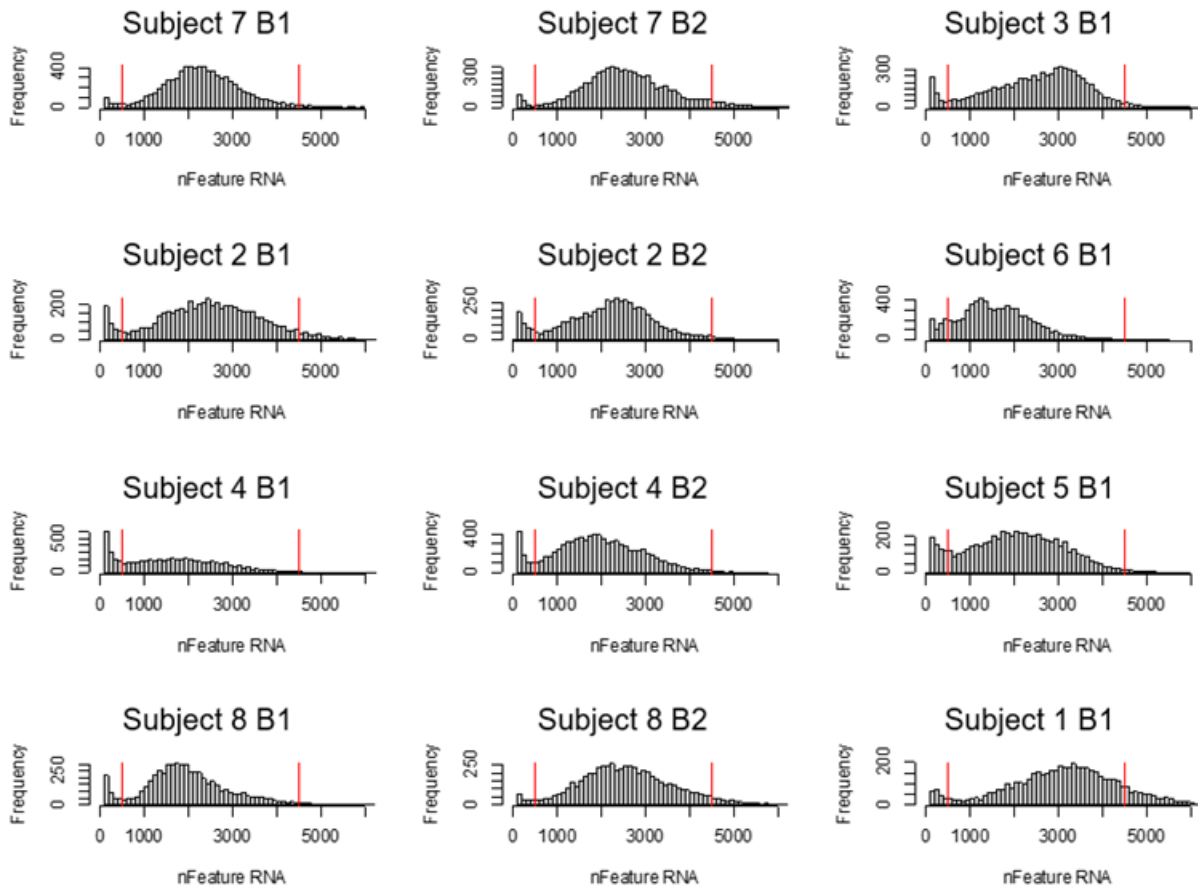 Subject 7 B1
Frequency
0 400
0 1000 3000 5000
nFeature RNA
Subject 7 B2
Frequency
0 300
0 1000 3000 5000
nFeature RNA
Subject 3 B1
Frequency
0 300
0 1000 3000 5000
nFeature RNA
Subject 2 B1
Frequency
0 200
0 1000 3000 5000
nFeature RNA
Subject 2 B2
Frequency
0 250
0 1000 3000 5000
nFeature RNA
Subject 6 B1
Frequency
0 400
0 1000 3000 5000
nFeature RNA
Subject 4 B1
Frequency
0 500
0 1000 3000 5000
nFeature RNA
Subject 4 B2
Frequency
0 400
0 1000 3000 5000
nFeature RNA
Subject 5 B1
Frequency
0 200
0 1000 3000 5000
nFeature RNA
Subject 8 B1
Frequency
0 250
0 1000 3000 5000
nFeature RNA
Subject 8 B2
Frequency
0 250
0 1000 3000 5000
nFeature RNA
Subject 1 B1
Frequency
0 200
0 1000 3000 5000
nFeature RNA